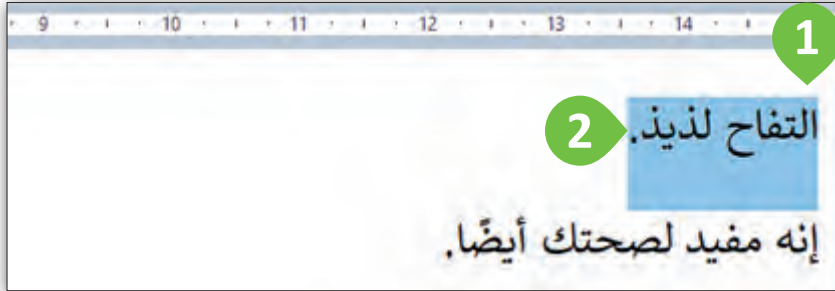 9 10 11 12 13 14
1
التفاح لذيذ.
2
إنه مفيد لصحتك أيضًا.